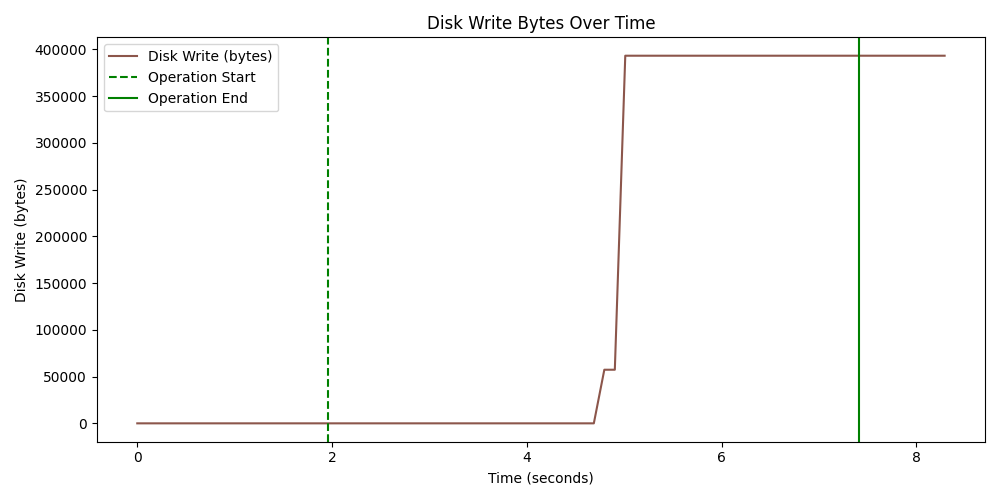 Disk Write Bytes Over Time
Disk Write (bytes)
Operation Start
Operation End
400000
350000
300000
250000
200000
150000
100000
50000
0
Disk Write (bytes)
0 2 4 6 8
Time (seconds)